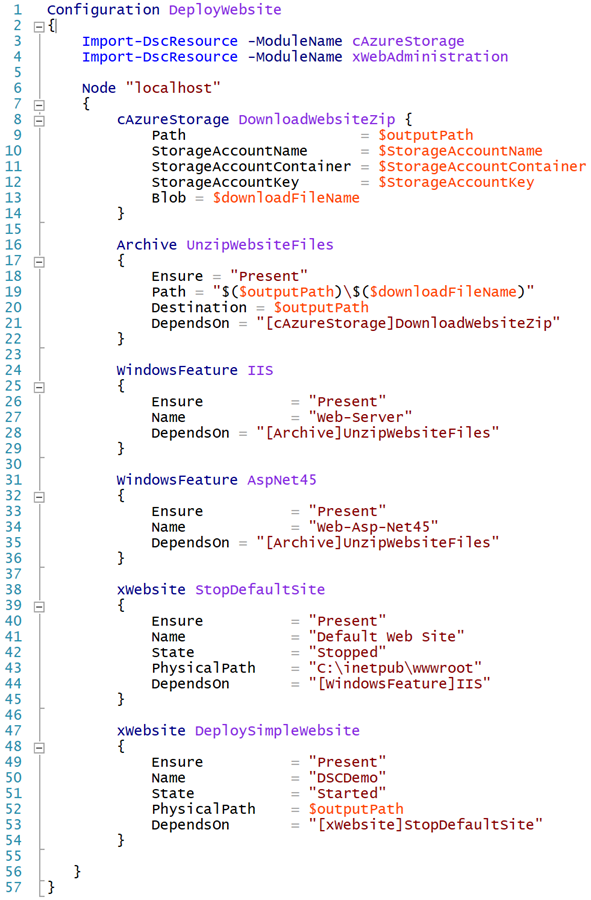 1 Configuration DeployWebsite
2 {
3     Import-DscResource -ModuleName cAzureStorage
4     Import-DscResource -ModuleName xWebAdministration
5
6     Node "localhost"
7     {
8         cAzureStorage DownloadWebsiteZip {
9             Path                    = $outputPath
10             StorageAccountName      = $StorageAccountName
11             StorageAccountContainer = $StorageAccountContainer
12             StorageAccountKey       = $StorageAccountKey
13             Blob = $downloadFileName
14         }
15
16         Archive UnzipWebsiteFiles
17         {
18             Ensure = "Present"
19             Path = "$($outputPath)\$($downloadFileName)"
20             Destination = $outputPath
21             DependsOn = "[cAzureStorage]DownloadWebsiteZip"
22         }
23
24         WindowsFeature IIS
25         {
26             Ensure          = "Present"
27             Name            = "Web-Server"
28             DependsOn = "[Archive]UnzipWebsiteFiles"
29         }
30
31         WindowsFeature AspNet45
32         {
33             Ensure          = "Present"
34             Name            = "Web-Asp-Net45"
35             DependsOn = "[Archive]UnzipWebsiteFiles"
36         }
37
38         xWebsite StopDefaultSite
39         {
40             Ensure          = "Present"
41             Name            = "Default Web Site"
42             State           = "Stopped"
43             PhysicalPath    = "C:\inetpub\wwwroot"
44             DependsOn       = "[WindowsFeature]IIS"
45         }
46
47         xWebsite DeploySimpleWebsite
48         {
49             Ensure          = "Present"
50             Name            = "DSCDemo"
51             State           = "Started"
52             PhysicalPath    = $outputPath
53             DependsOn       = "[xWebsite]StopDefaultSite"
54         }
55
56    }
57 }